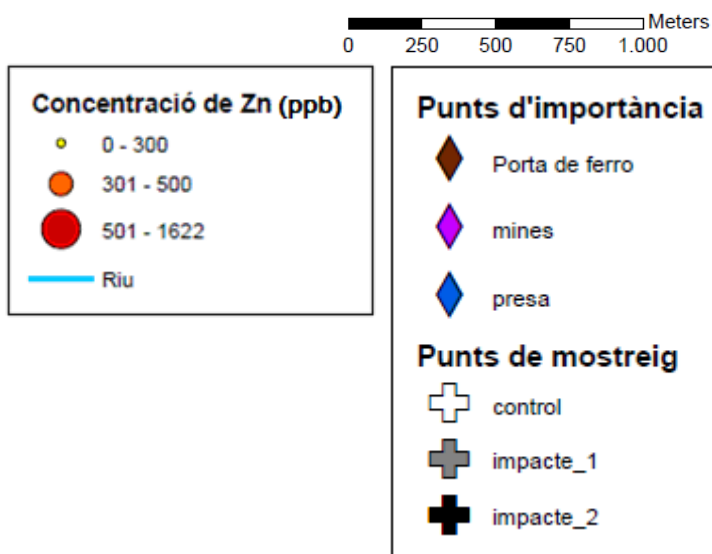 Meters
0 250 500 750 1.000
Concentració de Zn (ppb)
0 - 300
301 - 500
501 - 1622
Riu
Punts d'importància
Porta de ferro
mines
presa
Punts de mostreig
control
impacte_1
impacte_2